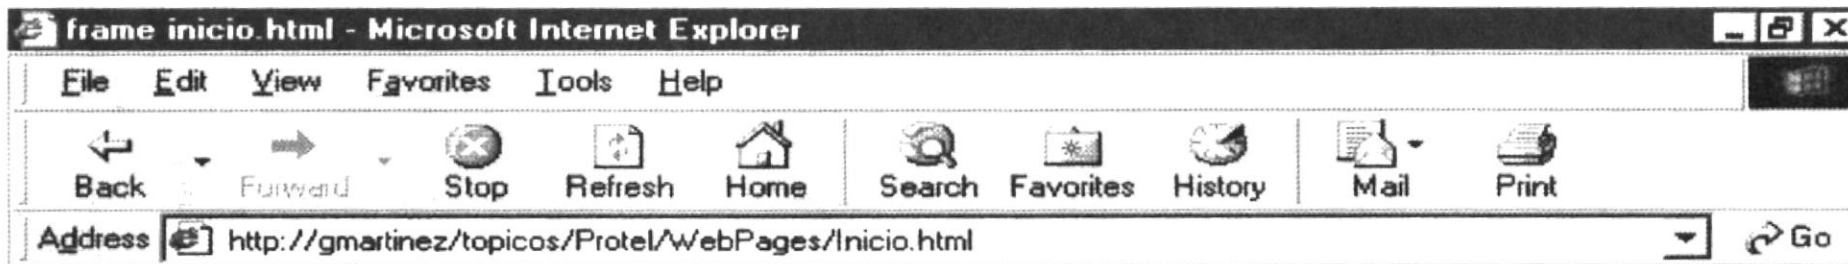 frame inicio.html - Microsoft Internet Explorer
File Edit View Favorites Tools Help
Back Forward Stop Refresh Home Search Favorites History Mail Print
Address http://gmartinez/topicos/Protel/WebPages/Inicio.html Go